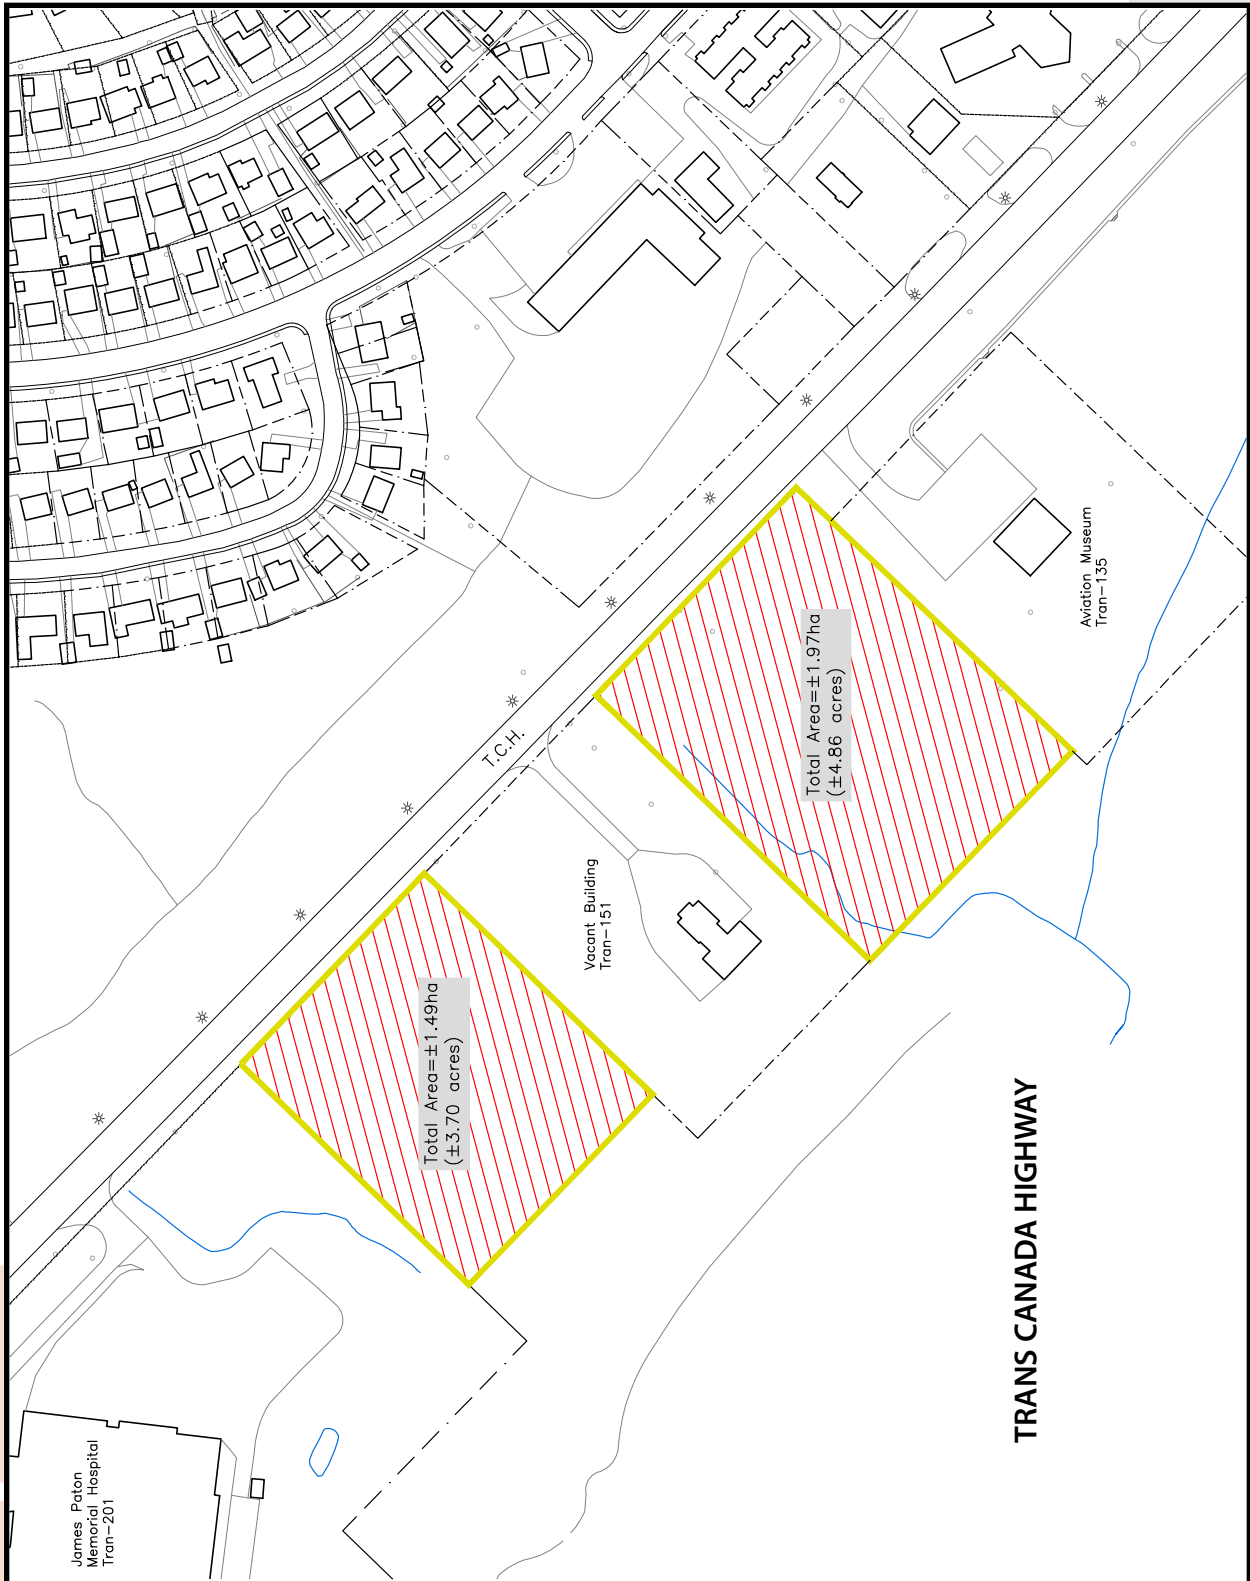 T.C.H.
Aviation Museum
Tran-135
Total Area=±1.97ha
(±4.86 acres)
Vacant Building
Tran-151
Total Area=±1.49ha
(±3.70 acres)
James Paton
Memorial Hospital
Tran-201
TRANS CANADA HIGHWAY